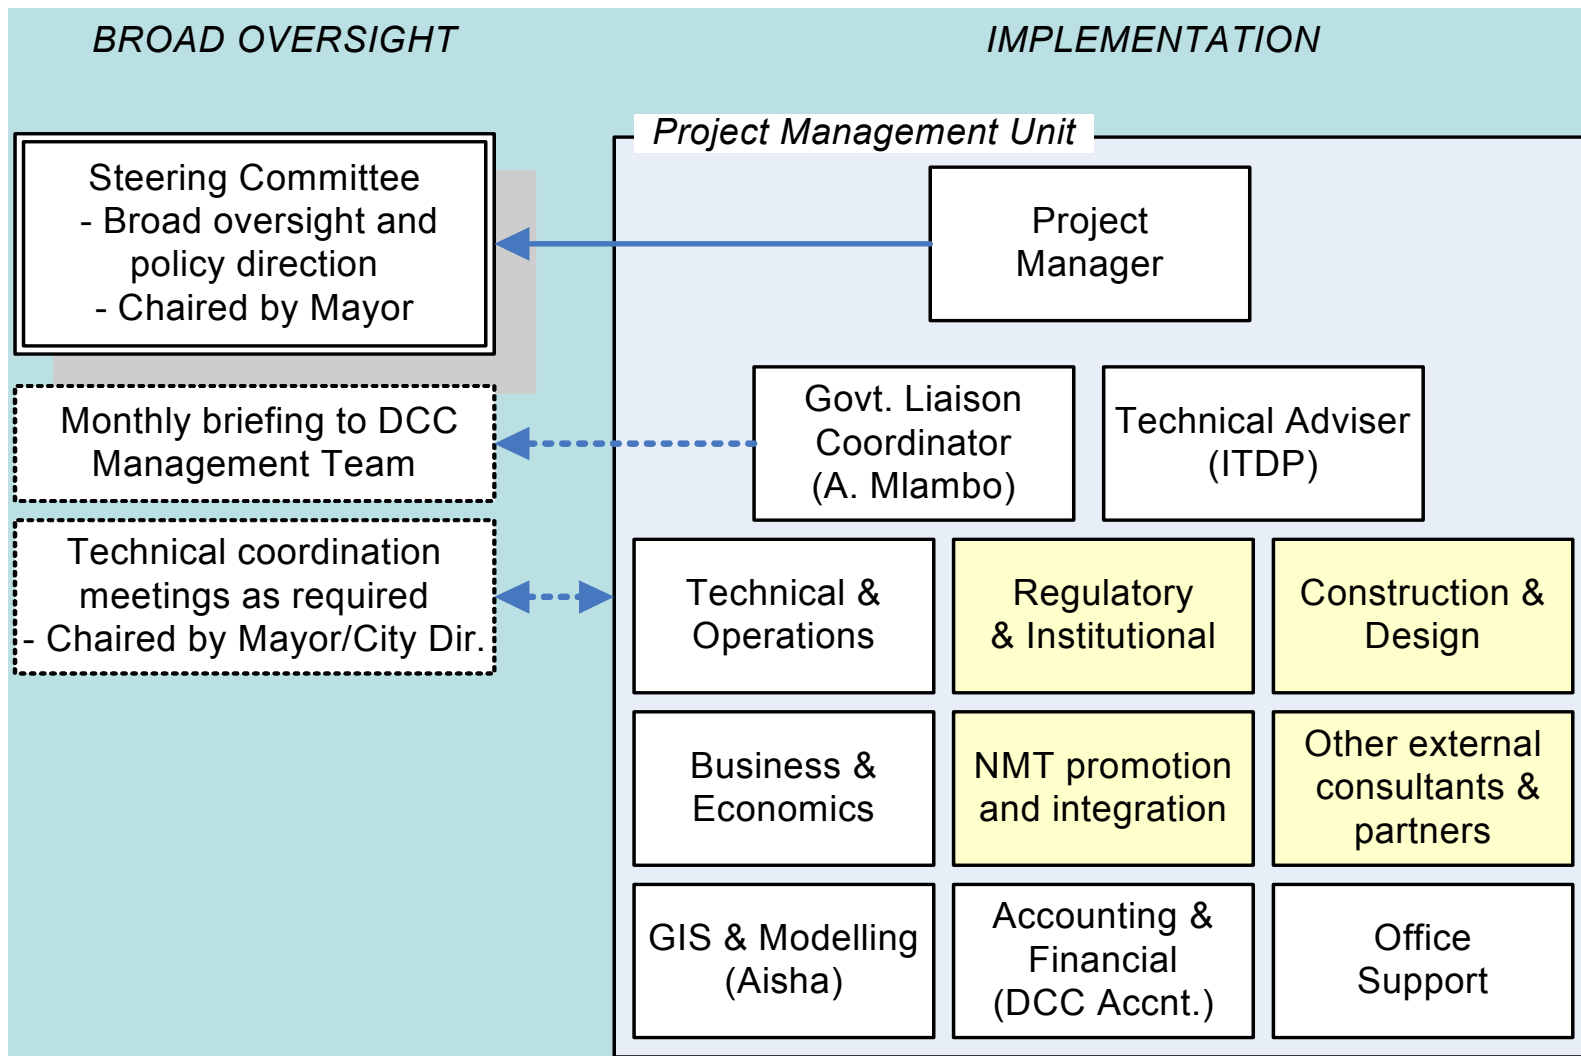 BROAD OVERSIGHT
IMPLEMENTATION
Project Management Unit
Steering Committee
- Broad oversight and
policy direction
- Chaired by Mayor
Project
Manager
Monthly briefing to DCC
Management Team
Govt. Liaison
Coordinator
(A. Mlambo)
Technical Adviser
(ITDP)
Technical coordination
meetings as required
- Chaired by Mayor/City Dir.
Technical &
Operations
Regulatory
& Institutional
Construction &
Design
Business &
Economics
NMT promotion
and integration
Other external
consultants &
partners
GIS & Modelling
(Aisha)
Accounting &
Financial
(DCC Accnt.)
Office
Support